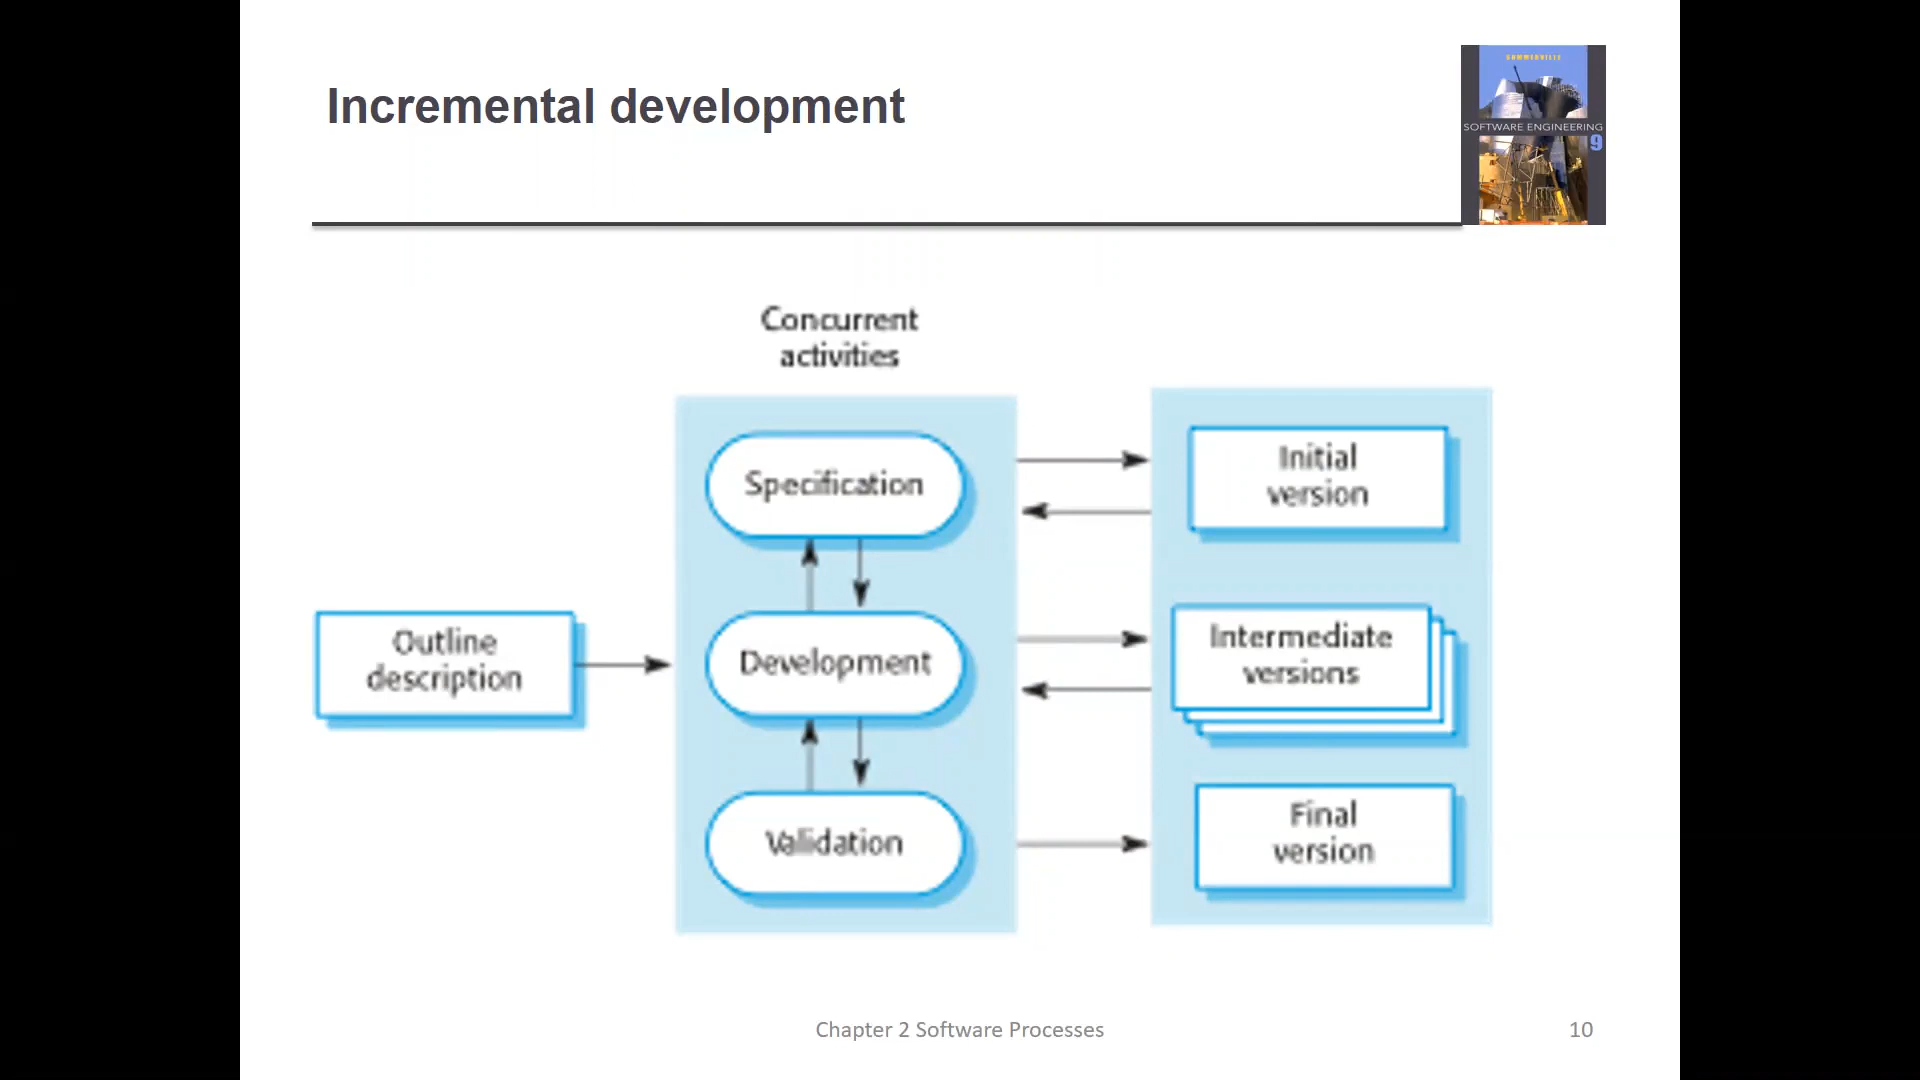 Incremental development
SOMMERVILLE
SOFTWARE ENGINEERING
9
Concurrent
activities
Specification
Initial
version
Outline
description
Development
Intermediate
versions
Validation
Final
version
Chapter 2 Software Processes
10